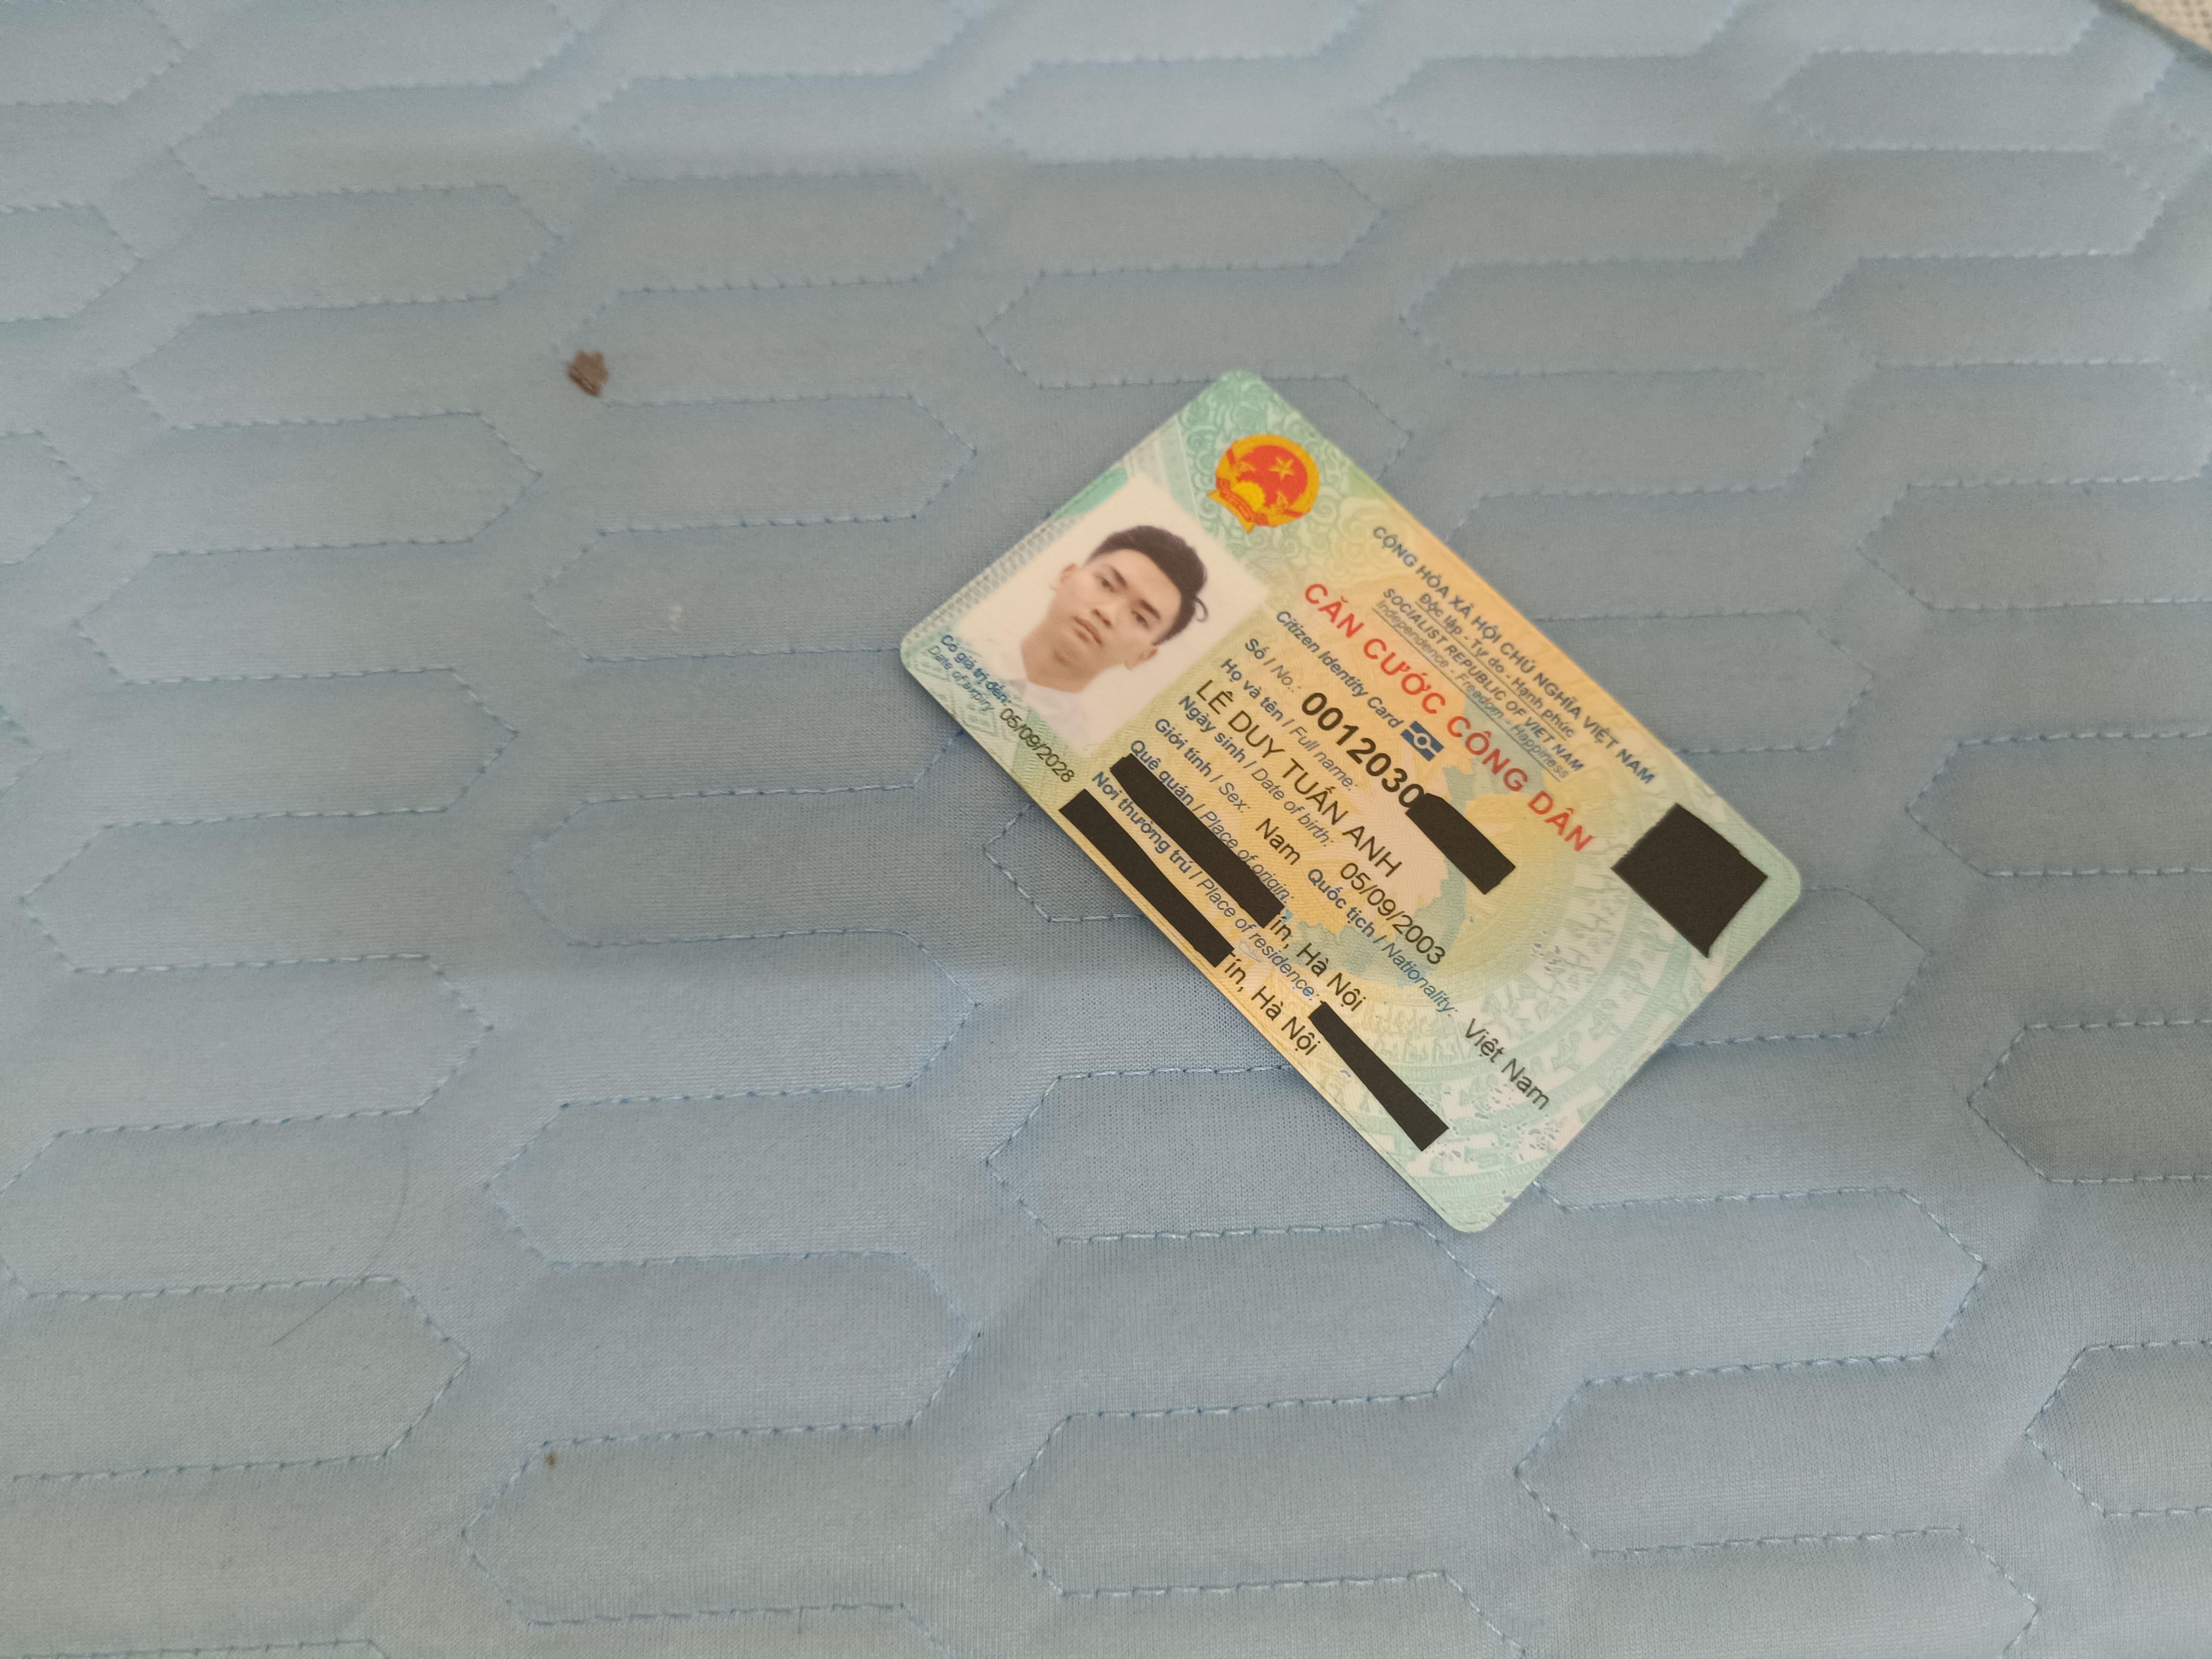 CỘNG HÒA XÃ HỘI CHỦ NGHĨA VIỆT NAM
Độc lập - Tự do - Hạnh phúc
SOCIALIST REPUBLIC OF VIET NAM
Independence - Freedom - Happiness
CĂN CƯỚC CÔNG DÂN
Citizen Identity Card
Số / No.: 0012030
Họ và tên / Full name:
LÊ DUY TUẤN ANH
Ngày sinh / Date of birth: 05/09/2003
Giới tính / Sex: Nam Quốc tịch / Nationality: Việt Nam
Quê quán / Place of origin:
ín, Hà Nội
Nơi thường trú / Place of residence:
ín, Hà Nội
Có giá trị đến: 05/09/2028
Date of expiry